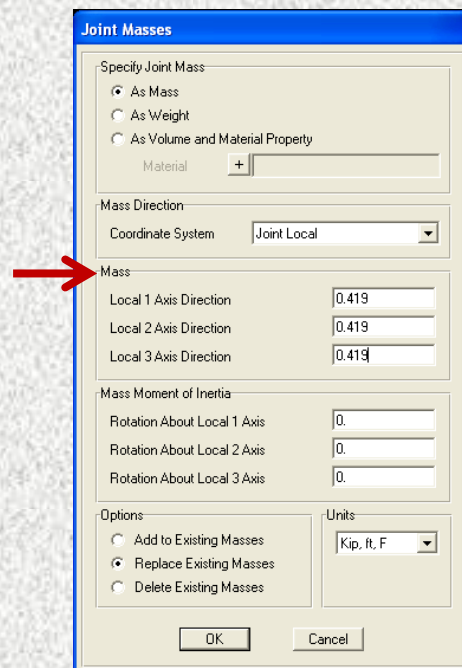 Joint Masses
Specify Joint Mass
As Mass
As Weight
As Volume and Material Property
Material +
Mass Direction
Coordinate System Joint Local
Mass
Local 1 Axis Direction 0.419
Local 2 Axis Direction 0.419
Local 3 Axis Direction 0.419
Mass Moment of Inertia
Rotation About Local 1 Axis 0.
Rotation About Local 2 Axis 0.
Rotation About Local 3 Axis 0.
Options Units
Add to Existing Masses Kip, ft, F
Replace Existing Masses
Delete Existing Masses
OK Cancel